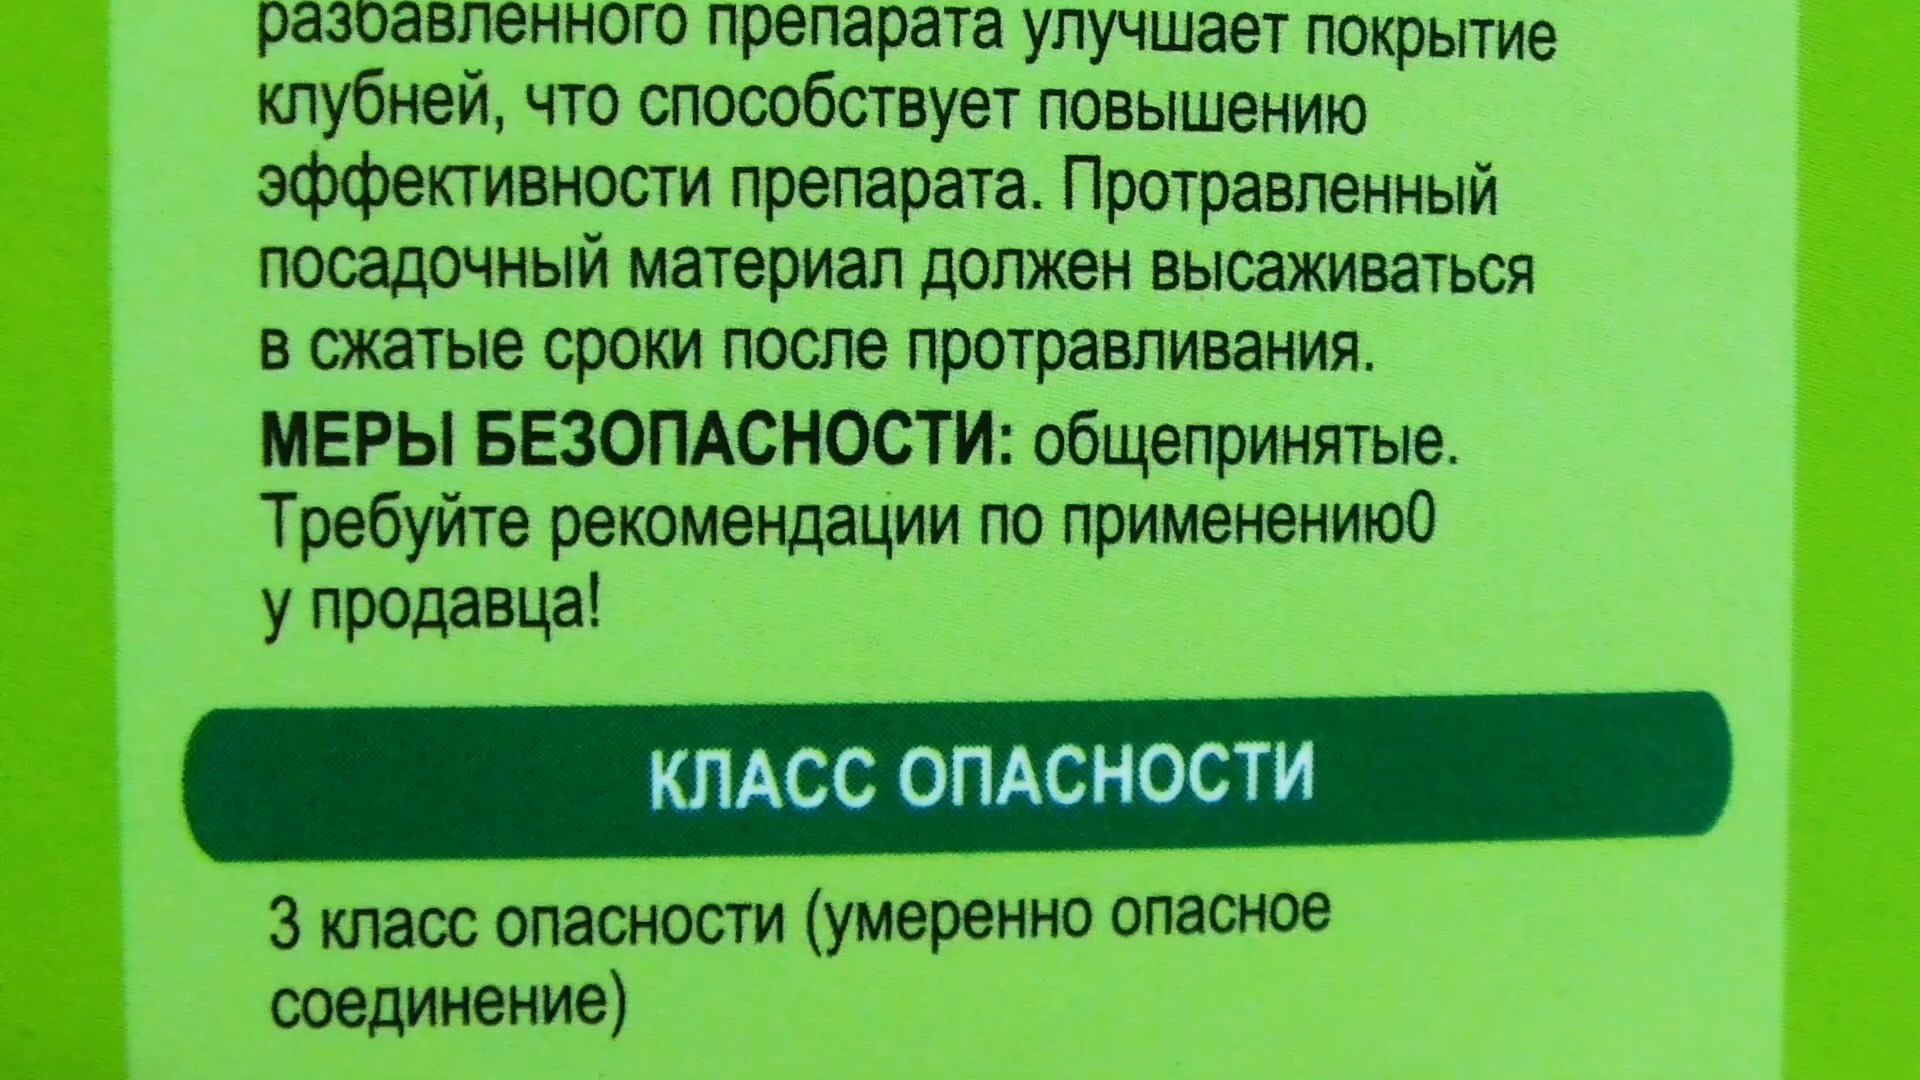 разбавленного препарата улучшает покрытие
клубней, что способствует повышению
эффективности препарата. Протравленный
посадочный материал должен высаживаться
в сжатые сроки после протравливания.
МЕРЫ БЕЗОПАСНОСТИ: общепринятые.
Требуйте рекомендации по применению0
у продавца!
КЛАСС ОПАСНОСТИ
3 класс опасности (умеренно опасное
соединение)